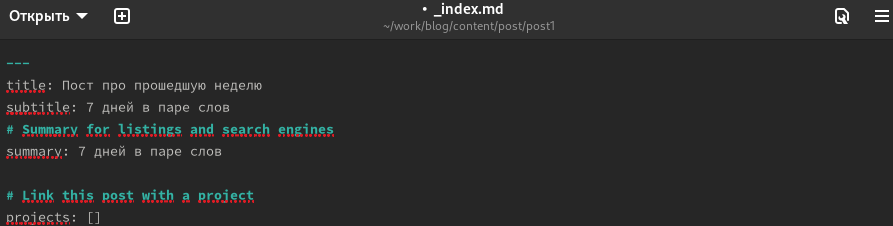 Открыть
• _index.md
~/work/blog/content/post/post1
---
title: Пост про прошедшую неделю
subtitle: 7 дней в паре слов
# Summary for listings and search engines
summary: 7 дней в паре слов
# Link this post with a project
projects: []